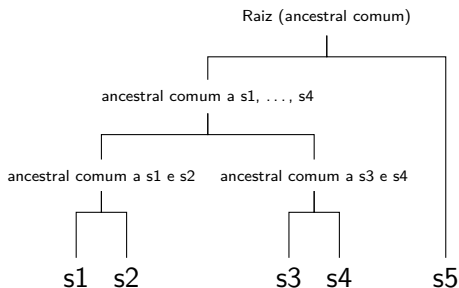 Raiz (ancestral comum)
ancestral comum a s1, ..., s4
ancestral comum a s1 e s2
ancestral comum a s3 e s4
s1
s2
s3
s4
s5